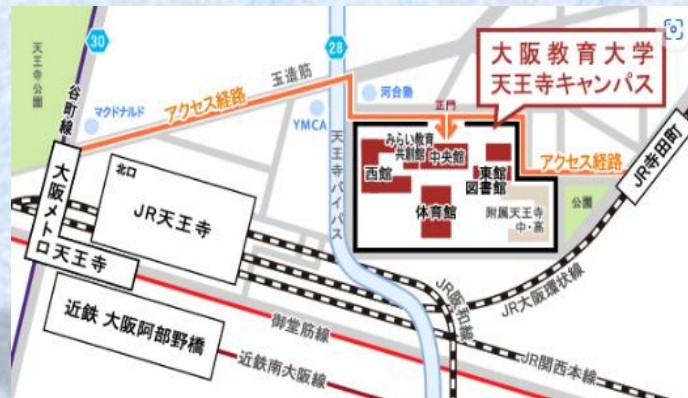 大阪教育大学
天王寺キャンパス
30
28
天王寺公園
谷町線
玉造筋
アクセス経路
マクドナルド
YMCA
河合塾
正門
みらい教育
共創館
中央館
西館
東館
図書館
体育館
附属天王寺
中・高
アクセス経路
公園
JR寺田町
天王寺バイパス
北口
JR天王寺
大阪メトロ天王寺
近鉄 大阪阿部野橋
御堂筋線
近鉄南大阪線
JR阪和線
JR大阪環状線
JR関西本線